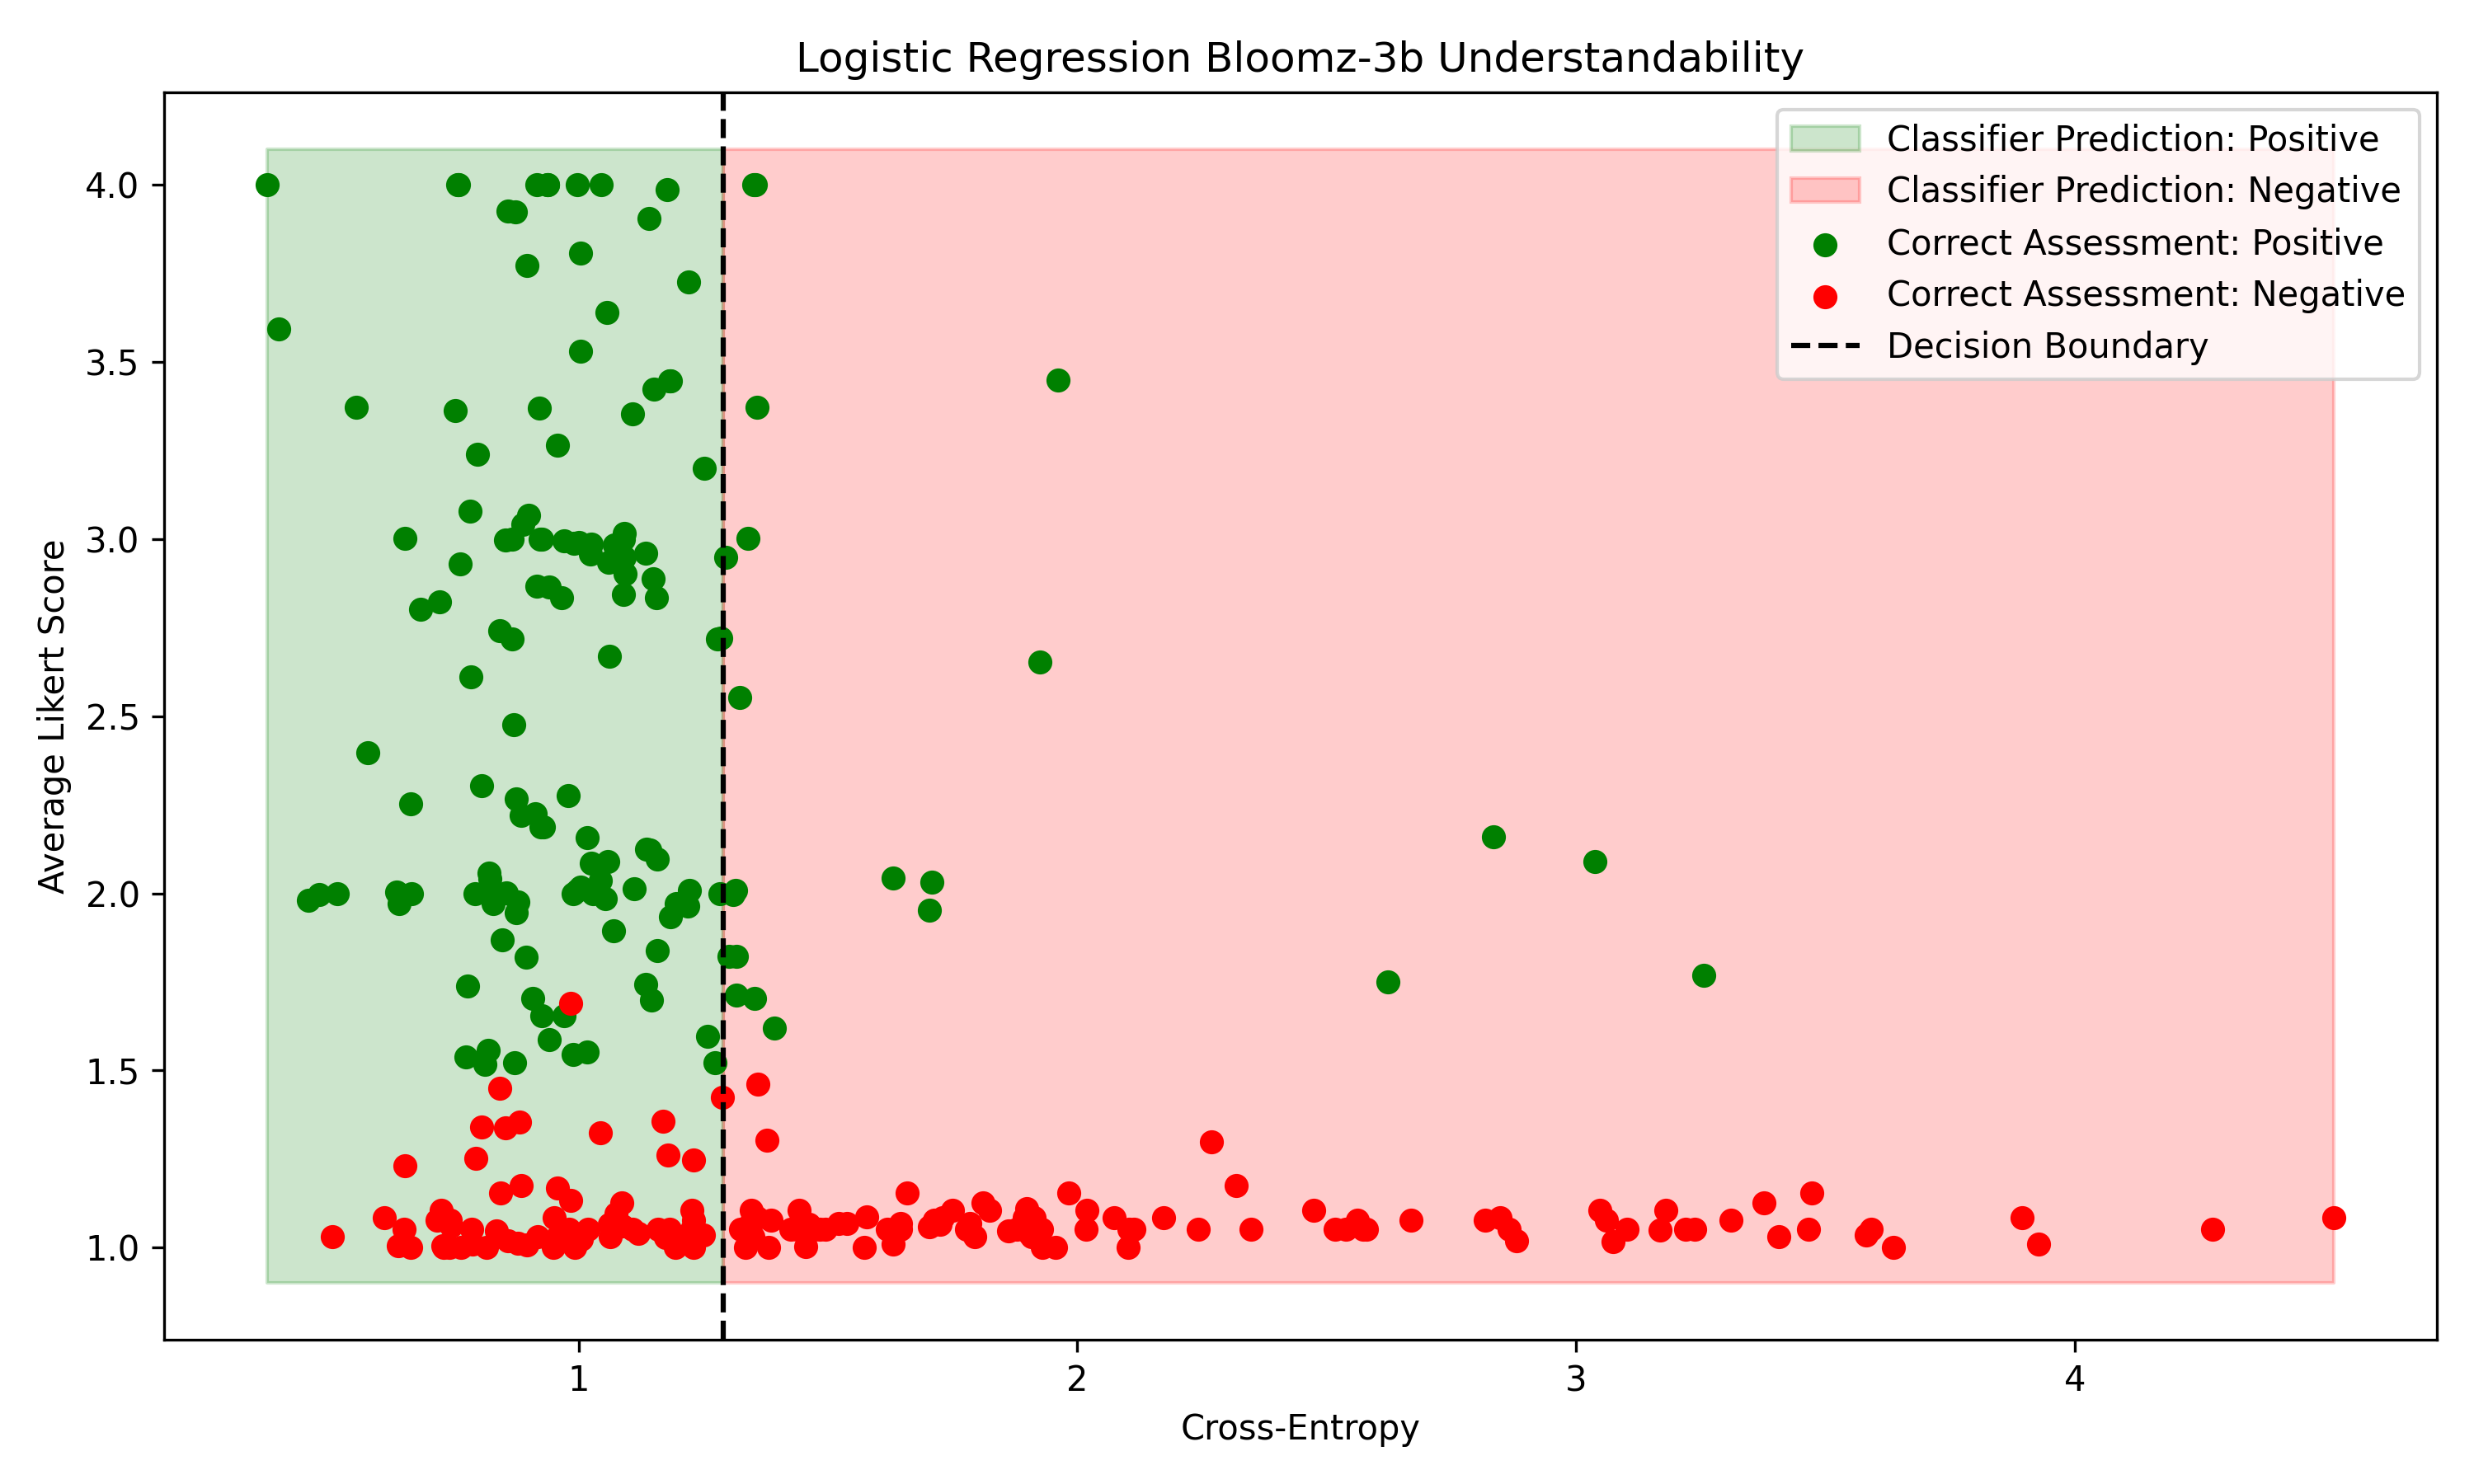 Logistic Regression Bloomz-3b Understandability
Classifier Prediction: Positive
Classifier Prediction: Negative
Correct Assessment: Positive
Correct Assessment: Negative
Decision Boundary
Average Likert Score
4.0
3.5
3.0
2.5
2.0
1.5
1.0
1
2
3
4
Cross-Entropy